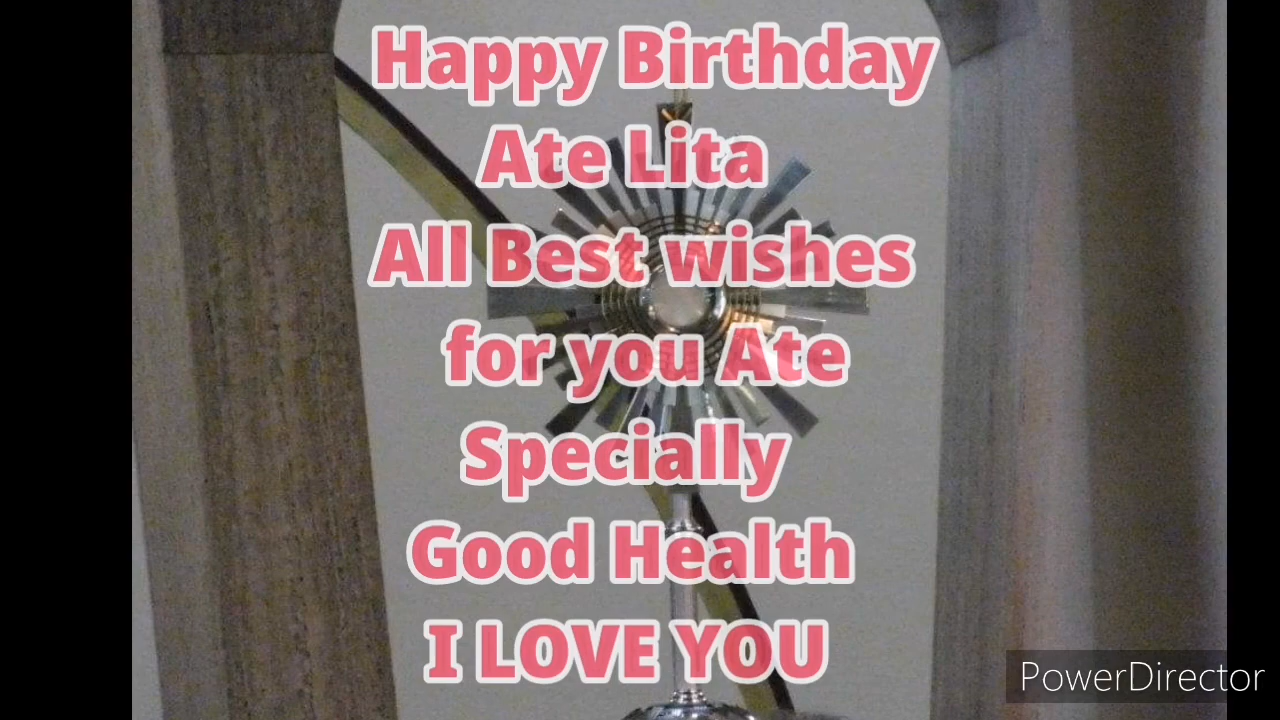 Happy Birthday
Ate Lita
All Best wishes
for you Ate
Specially
Good Health
I LOVE YOU
PowerDirector